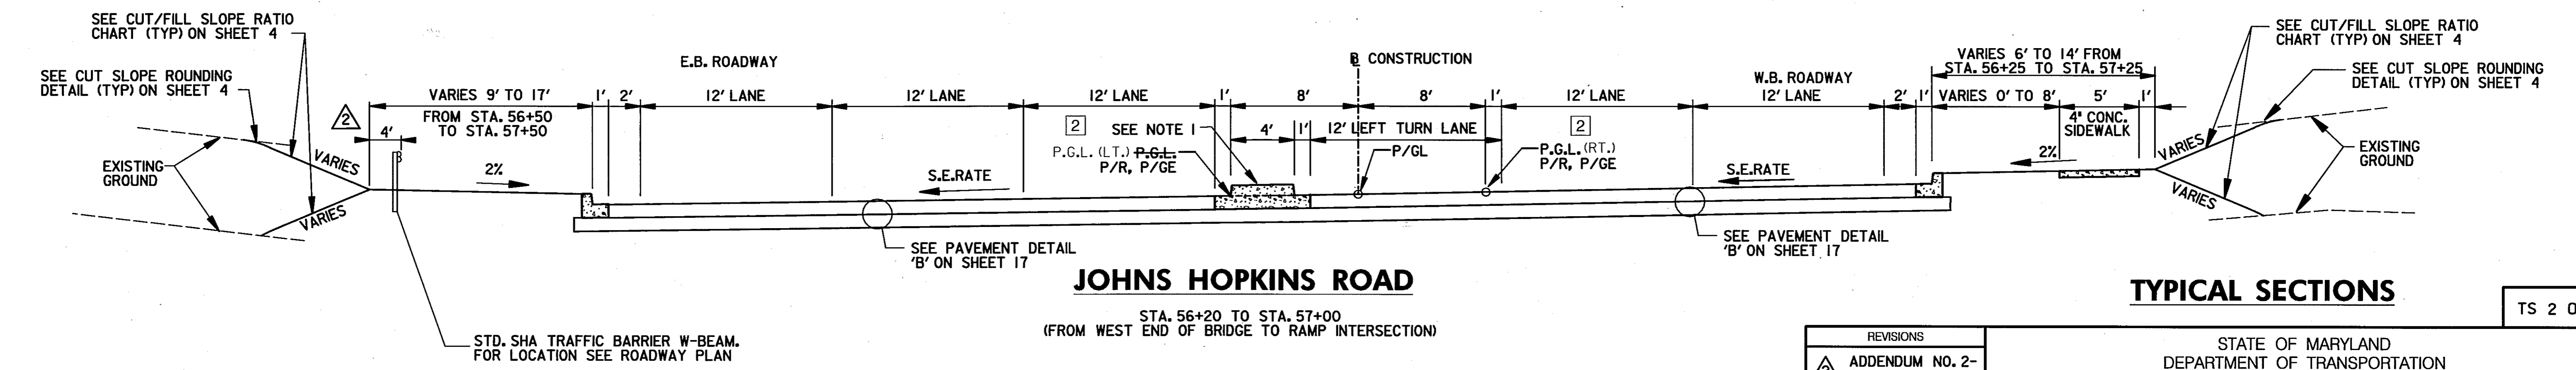 SEE CUT/FILL SLOPE RATIO
CHART (TYP) ON SHEET 4
SEE CUT SLOPE ROUNDING
DETAIL (TYP) ON SHEET 4
EXISTING
GROUND
VARIES
VARIES
2
4'
VARIES 9' TO 17'
FROM STA. 56+50
TO STA. 57+50
2%
1'
2'
E.B. ROADWAY
12' LANE
12' LANE
12' LANE
S.E.RATE
1'
8'
8'
1'
B CONSTRUCTION
2
SEE NOTE 1
4'
1'
12' LEFT TURN LANE
2
P.G.L. (LT.) P.G.L.
P/R, P/GE
P/GL
P.G.L. (RT.)
P/R, P/GE
W.B. ROADWAY
12' LANE
12' LANE
S.E.RATE
2'
1'
VARIES 6' TO 14' FROM
STA. 56+25 TO STA. 57+25
VARIES 0' TO 8'
5'
1'
4" CONC.
SIDEWALK
2%
VARIES
VARIES
SEE CUT/FILL SLOPE RATIO
CHART (TYP) ON SHEET 4
SEE CUT SLOPE ROUNDING
DETAIL (TYP) ON SHEET 4
EXISTING
GROUND
SEE PAVEMENT DETAIL
'B' ON SHEET 17
SEE PAVEMENT DETAIL
'B' ON SHEET 17
STD. SHA TRAFFIC BARRIER W-BEAM.
FOR LOCATION SEE ROADWAY PLAN
JOHNS HOPKINS ROAD
STA. 56+20 TO STA. 57+00
(FROM WEST END OF BRIDGE TO RAMP INTERSECTION)
TYPICAL SECTIONS
TS 2 O
REVISIONS
ADDENDUM NO. 2-
STATE OF MARYLAND
DEPARTMENT OF TRANSPORTATION